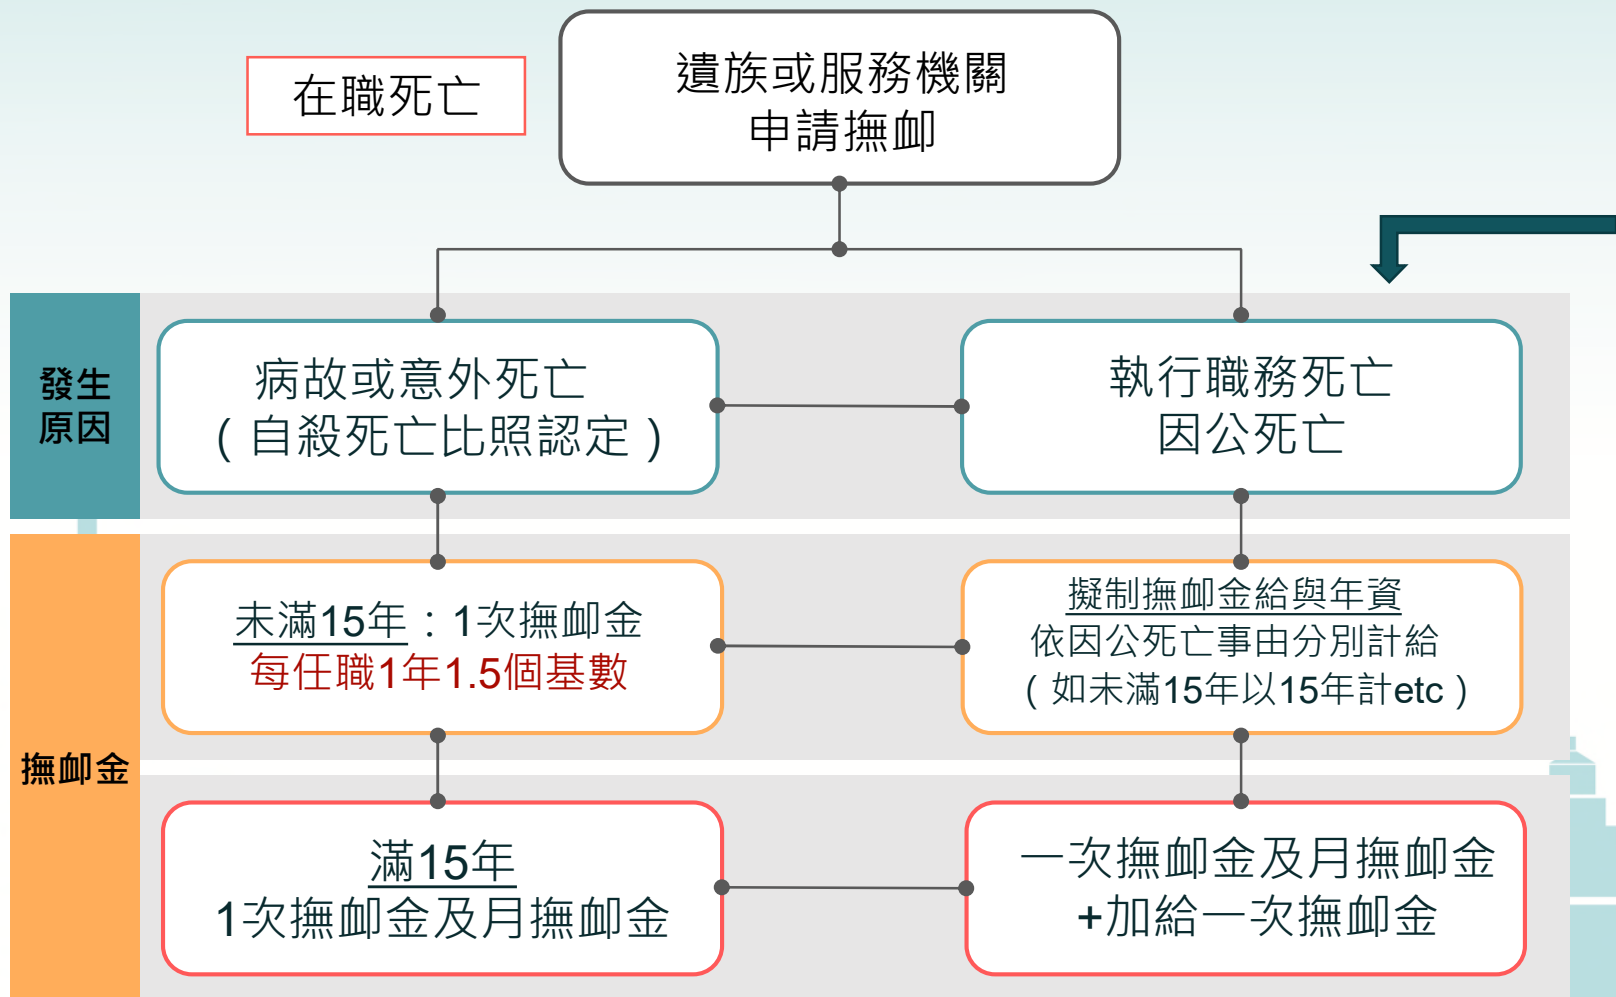 在職死亡
遺族或服務機關
申請撫卹
發生
原因
病故或意外死亡
（自殺死亡比照認定）
執行職務死亡
因公死亡
撫卹金
未滿15年：1次撫卹金
每任職1年1.5個基數
擬制撫卹金給與年資
依因公死亡事由分別計給
（如未滿15年以15年計etc）
滿15年
1次撫卹金及月撫卹金
一次撫卹金及月撫卹金
+加給一次撫卹金